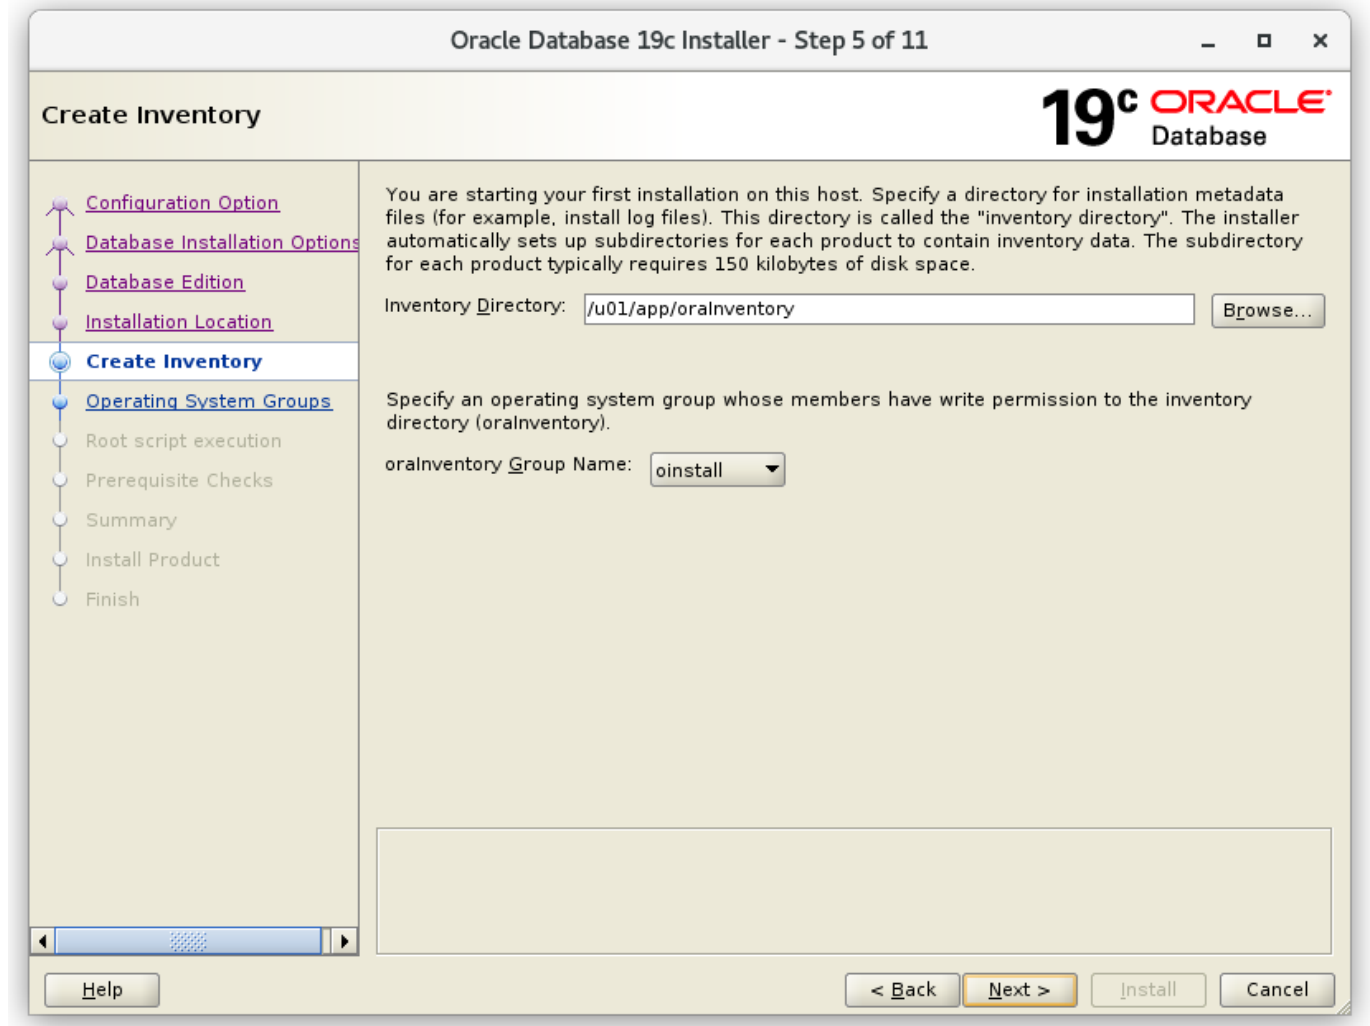 Oracle Database 19c Installer - Step 5 of 11
Create Inventory
19c ORACLE
Database
Configuration Option
Database Installation Options
Database Edition
Installation Location
Create Inventory
Operating System Groups
Root script execution
Prerequisite Checks
Summary
Install Product
Finish
You are starting your first installation on this host. Specify a directory for installation metadata
files (for example, install log files). This directory is called the "inventory directory". The installer
automatically sets up subdirectories for each product to contain inventory data. The subdirectory
for each product typically requires 150 kilobytes of disk space.
Inventory Directory: /u01/app/oraInventory Browse...
Specify an operating system group whose members have write permission to the inventory
directory (oraInventory).
oraInventory Group Name: oinstall
Help < Back Next > Install Cancel